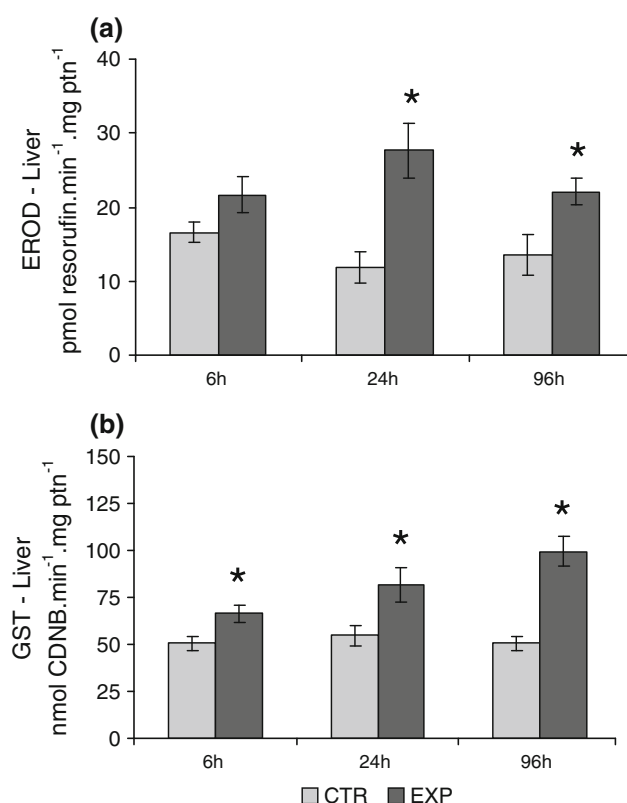 (a)
EROD - Liver
pmol resorufin.min⁻¹.mg ptn⁻¹
40
30
20
10
0
*
*
6h
24h
96h
(b)
GST - Liver
nmol CDNB.min⁻¹.mg ptn⁻¹
150
125
100
75
50
25
0
*
*
*
6h
24h
96h
CTR EXP